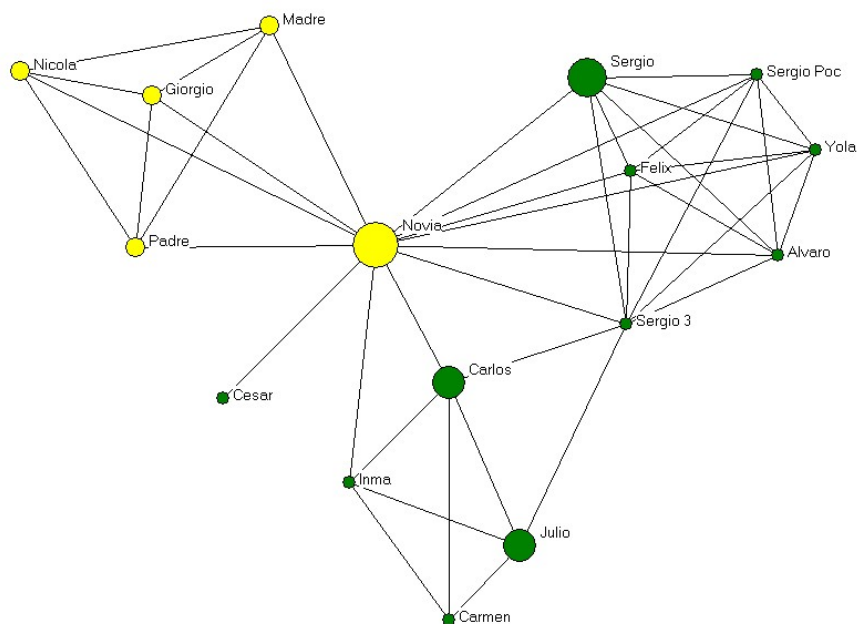 Madre
Nicola
Giorgio
Sergio
Sergio Poc
Yola
Felix
Novia
Padre
Alvaro
Sergio 3
Carlos
Cesar
Inma
Julio
Carmen